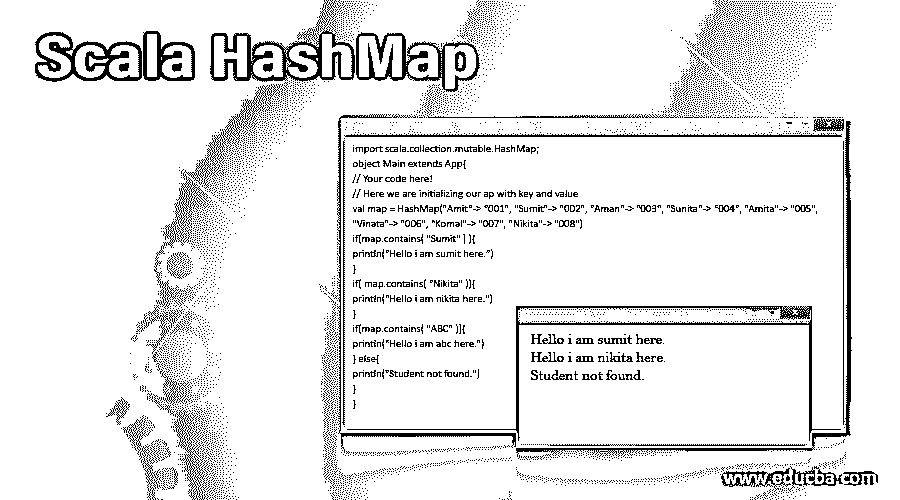 Scala HashMap
import scala.collection.mutable.HashMap;
object Main extends App{
// Your code here!
// Here we are initializing our ap with key and value
val map = HashMap("Amit"-> "001", "Sumit"-> "002", "Aman"-> "003", "Sunita"-> "004", "Amita"-> "005",
"Vinata"-> "006", "Komal"-> "007", "Nikita"-> "008")
if(map.contains( "Sumit" ) ){
println("Hello i am sumit here.")
}
if( map.contains( "Nikita" )){
println("Hello i am nikita here.")
}
if(map.contains( "ABC" )){
println("Hello i am abc here.")
} else{
println("Student not found.")
}
}
Hello i am sumit here.
Hello i am nikita here.
Student not found.
www.educba.com